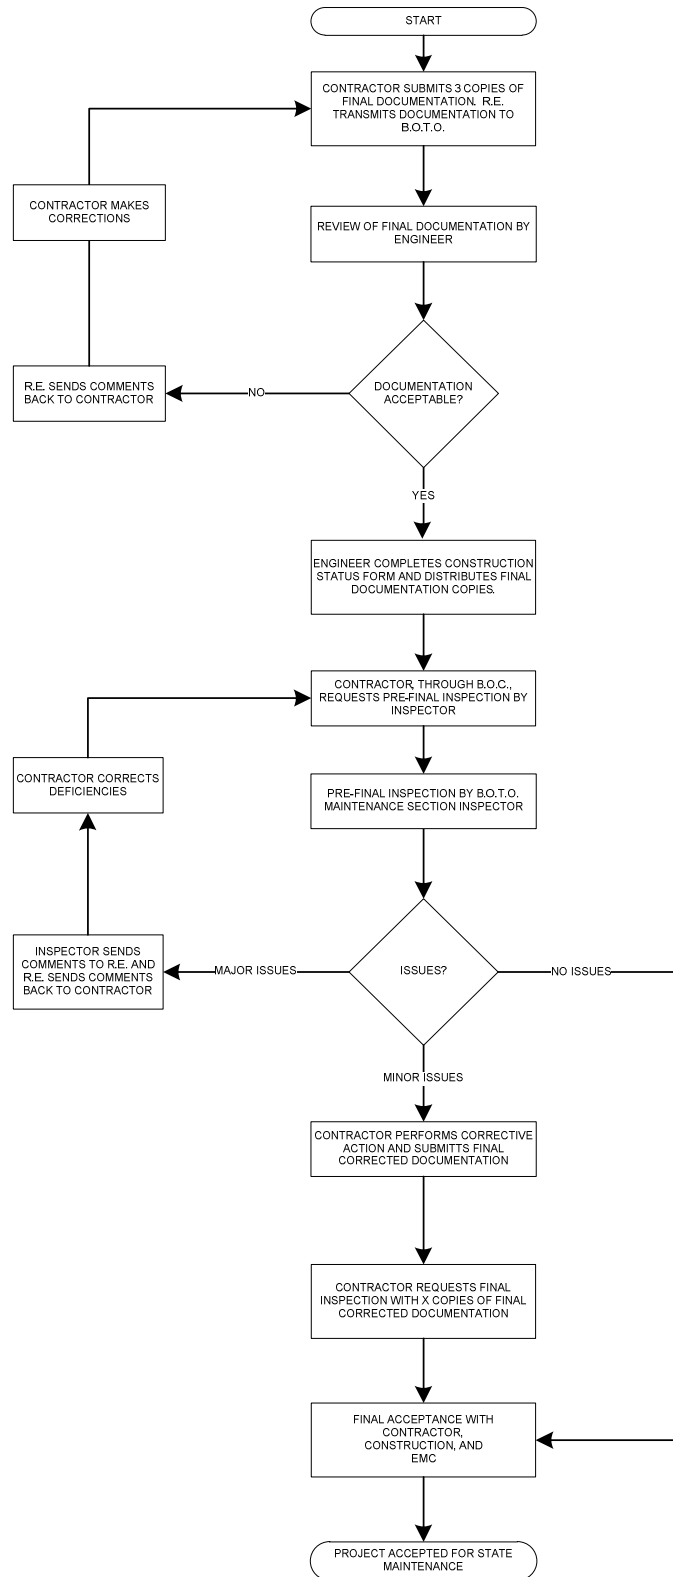 START
CONTRACTOR SUBMITS 3 COPIES OF
FINAL DOCUMENTATION. R.E.
TRANSMITS DOCUMENTATION TO
B.O.T.O.
CONTRACTOR MAKES
CORRECTIONS
REVIEW OF FINAL DOCUMENTATION BY
ENGINEER
R.E. SENDS COMMENTS
BACK TO CONTRACTOR
NO
DOCUMENTATION
ACCEPTABLE?
YES
ENGINEER COMPLETES CONSTRUCTION
STATUS FORM AND DISTRIBUTES FINAL
DOCUMENTATION COPIES.
CONTRACTOR, THROUGH B.O.C.,
REQUESTS PRE-FINAL INSPECTION BY
INSPECTOR
CONTRACTOR CORRECTS
DEFICIENCIES
PRE-FINAL INSPECTION BY B.O.T.O.
MAINTENANCE SECTION INSPECTOR
INSPECTOR SENDS
COMMENTS TO R.E. AND
R.E. SENDS COMMENTS
BACK TO CONTRACTOR
MAJOR ISSUES
ISSUES?
NO ISSUES
MINOR ISSUES
CONTRACTOR PERFORMS CORRECTIVE
ACTION AND SUBMITTS FINAL
CORRECTED DOCUMENTATION
CONTRACTOR REQUESTS FINAL
INSPECTION WITH X COPIES OF FINAL
CORRECTED DOCUMENTATION
FINAL ACCEPTANCE WITH
CONTRACTOR,
CONSTRUCTION, AND
EMC
PROJECT ACCEPTED FOR STATE
MAINTENANCE